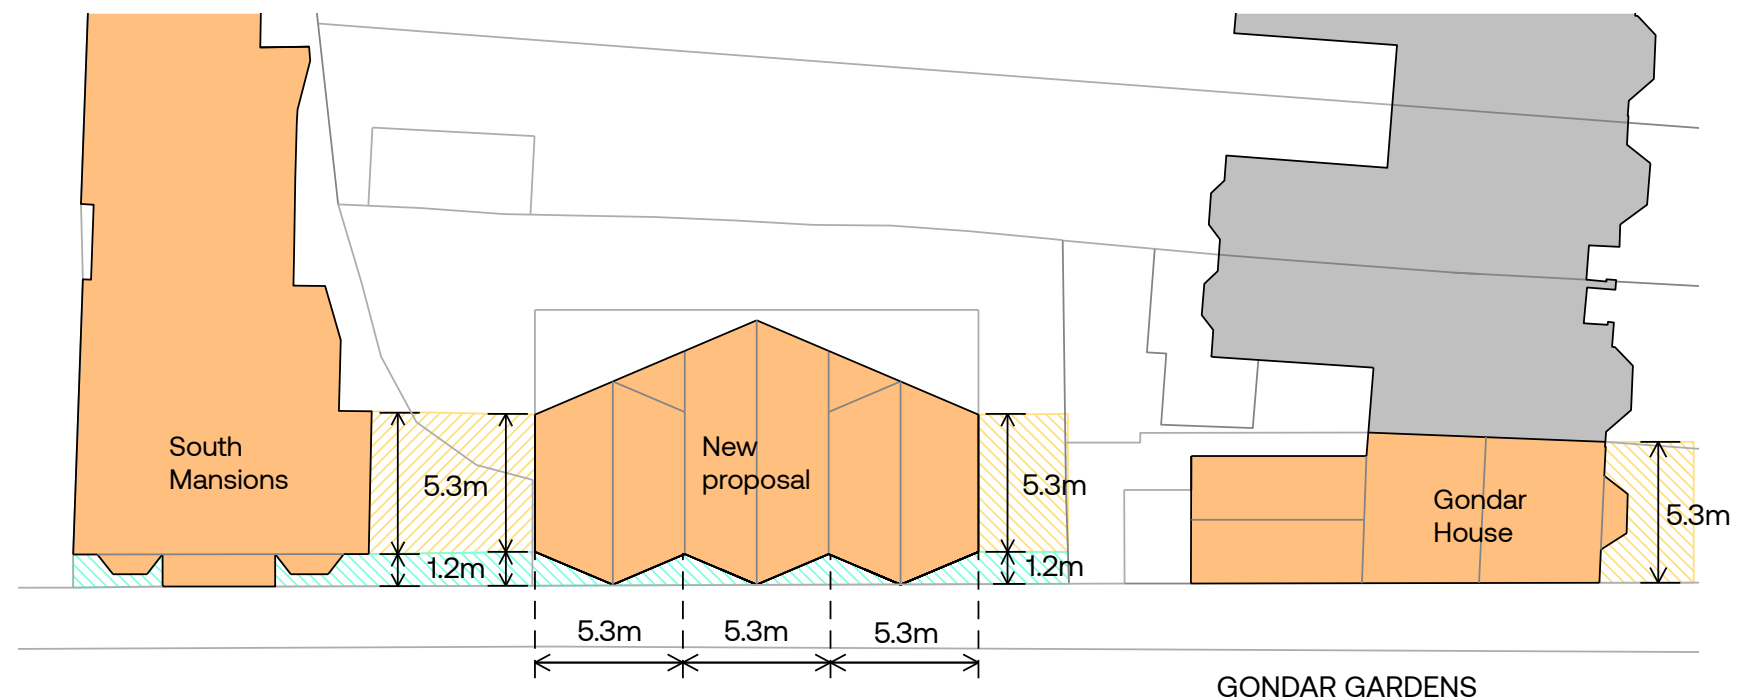 South
Mansions
New
proposal
5.3m
5.3m
Gondar
House
5.3m
1.2m
1.2m
5.3m
5.3m
5.3m
GONDAR GARDENS